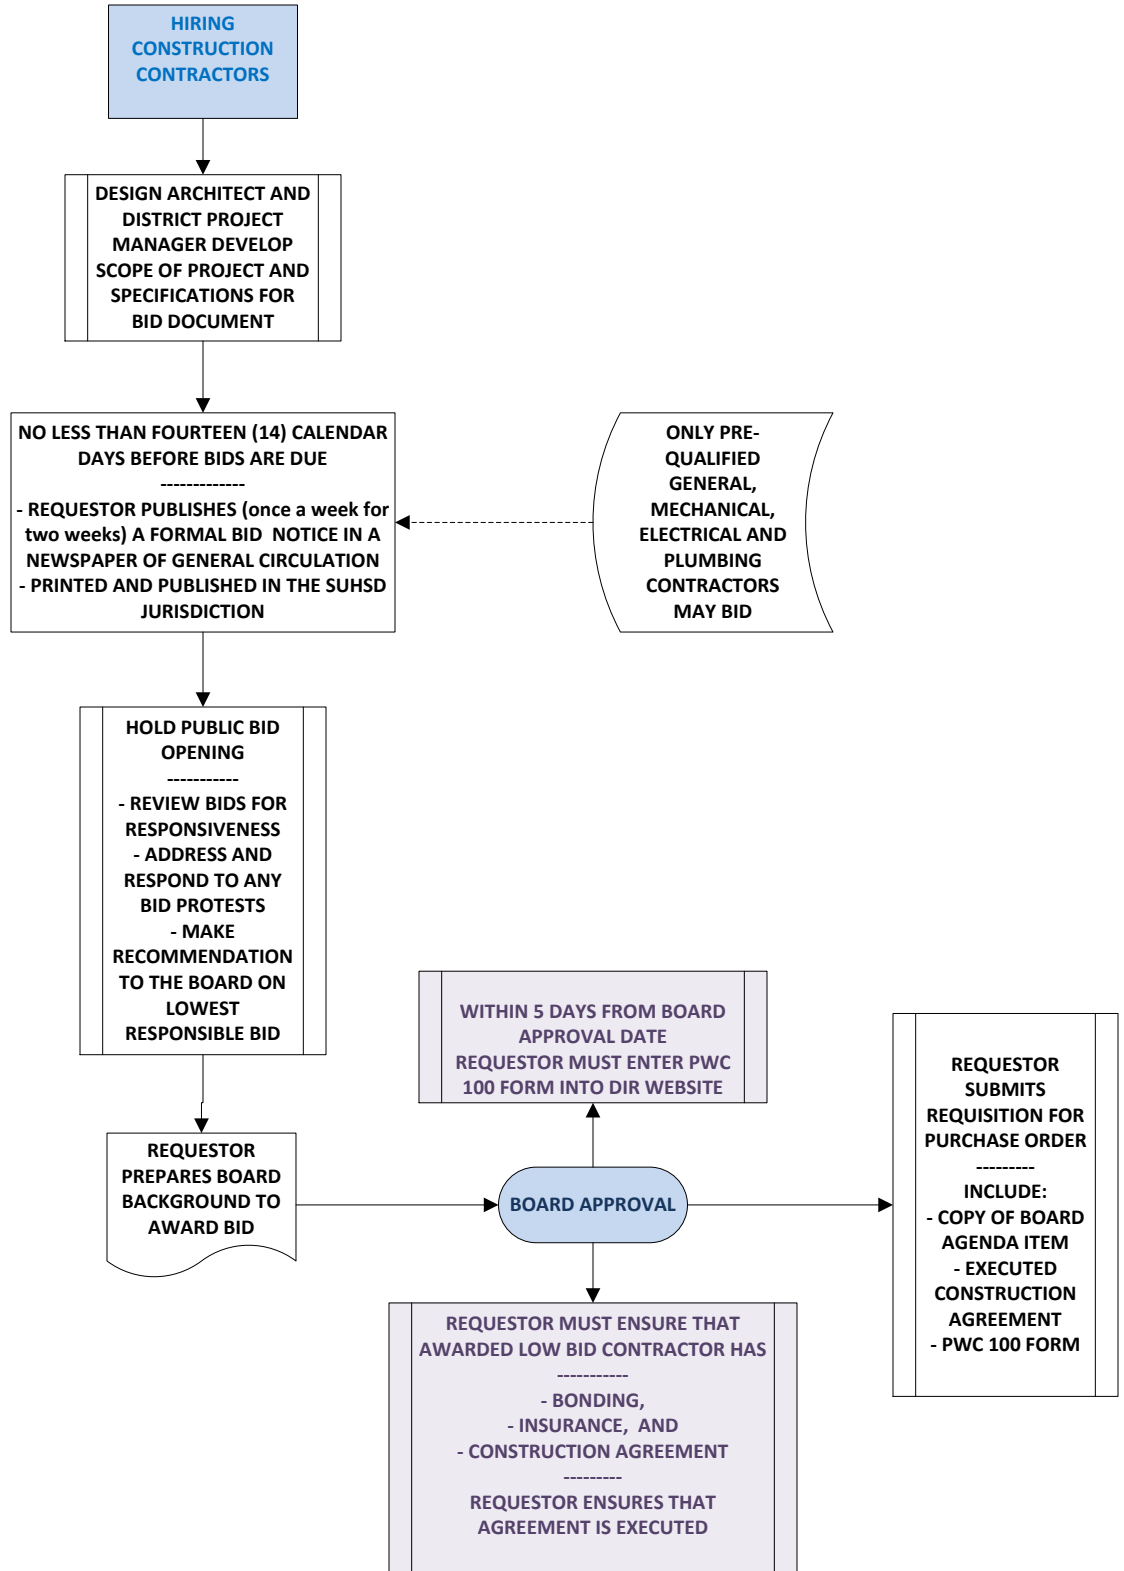 HIRING
CONSTRUCTION
CONTRACTORS
DESIGN ARCHITECT AND
DISTRICT PROJECT
MANAGER DEVELOP
SCOPE OF PROJECT AND
SPECIFICATIONS FOR
BID DOCUMENT
NO LESS THAN FOURTEEN (14) CALENDAR
DAYS BEFORE BIDS ARE DUE
-------------
- REQUESTOR PUBLISHES (once a week for
two weeks) A FORMAL BID  NOTICE IN A
NEWSPAPER OF GENERAL CIRCULATION
- PRINTED AND PUBLISHED IN THE SUHSD
JURISDICTION
ONLY PRE-
QUALIFIED
GENERAL,
MECHANICAL,
ELECTRICAL AND
PLUMBING
CONTRACTORS
MAY BID
HOLD PUBLIC BID
OPENING
-----------
- REVIEW BIDS FOR
RESPONSIVENESS
- ADDRESS AND
RESPOND TO ANY
BID PROTESTS
- MAKE
RECOMMENDATION
TO THE BOARD ON
LOWEST
RESPONSIBLE BID
WITHIN 5 DAYS FROM BOARD
APPROVAL DATE
REQUESTOR MUST ENTER PWC
100 FORM INTO DIR WEBSITE
REQUESTOR
PREPARES BOARD
BACKGROUND TO
AWARD BID
BOARD APPROVAL
REQUESTOR
SUBMITS
REQUISITION FOR
PURCHASE ORDER
---------
INCLUDE:
- COPY OF BOARD
AGENDA ITEM
- EXECUTED
CONSTRUCTION
AGREEMENT
- PWC 100 FORM
REQUESTOR MUST ENSURE THAT
AWARDED LOW BID CONTRACTOR HAS
-----------
- BONDING,
- INSURANCE,  AND
- CONSTRUCTION AGREEMENT
---------
REQUESTOR ENSURES THAT
AGREEMENT IS EXECUTED